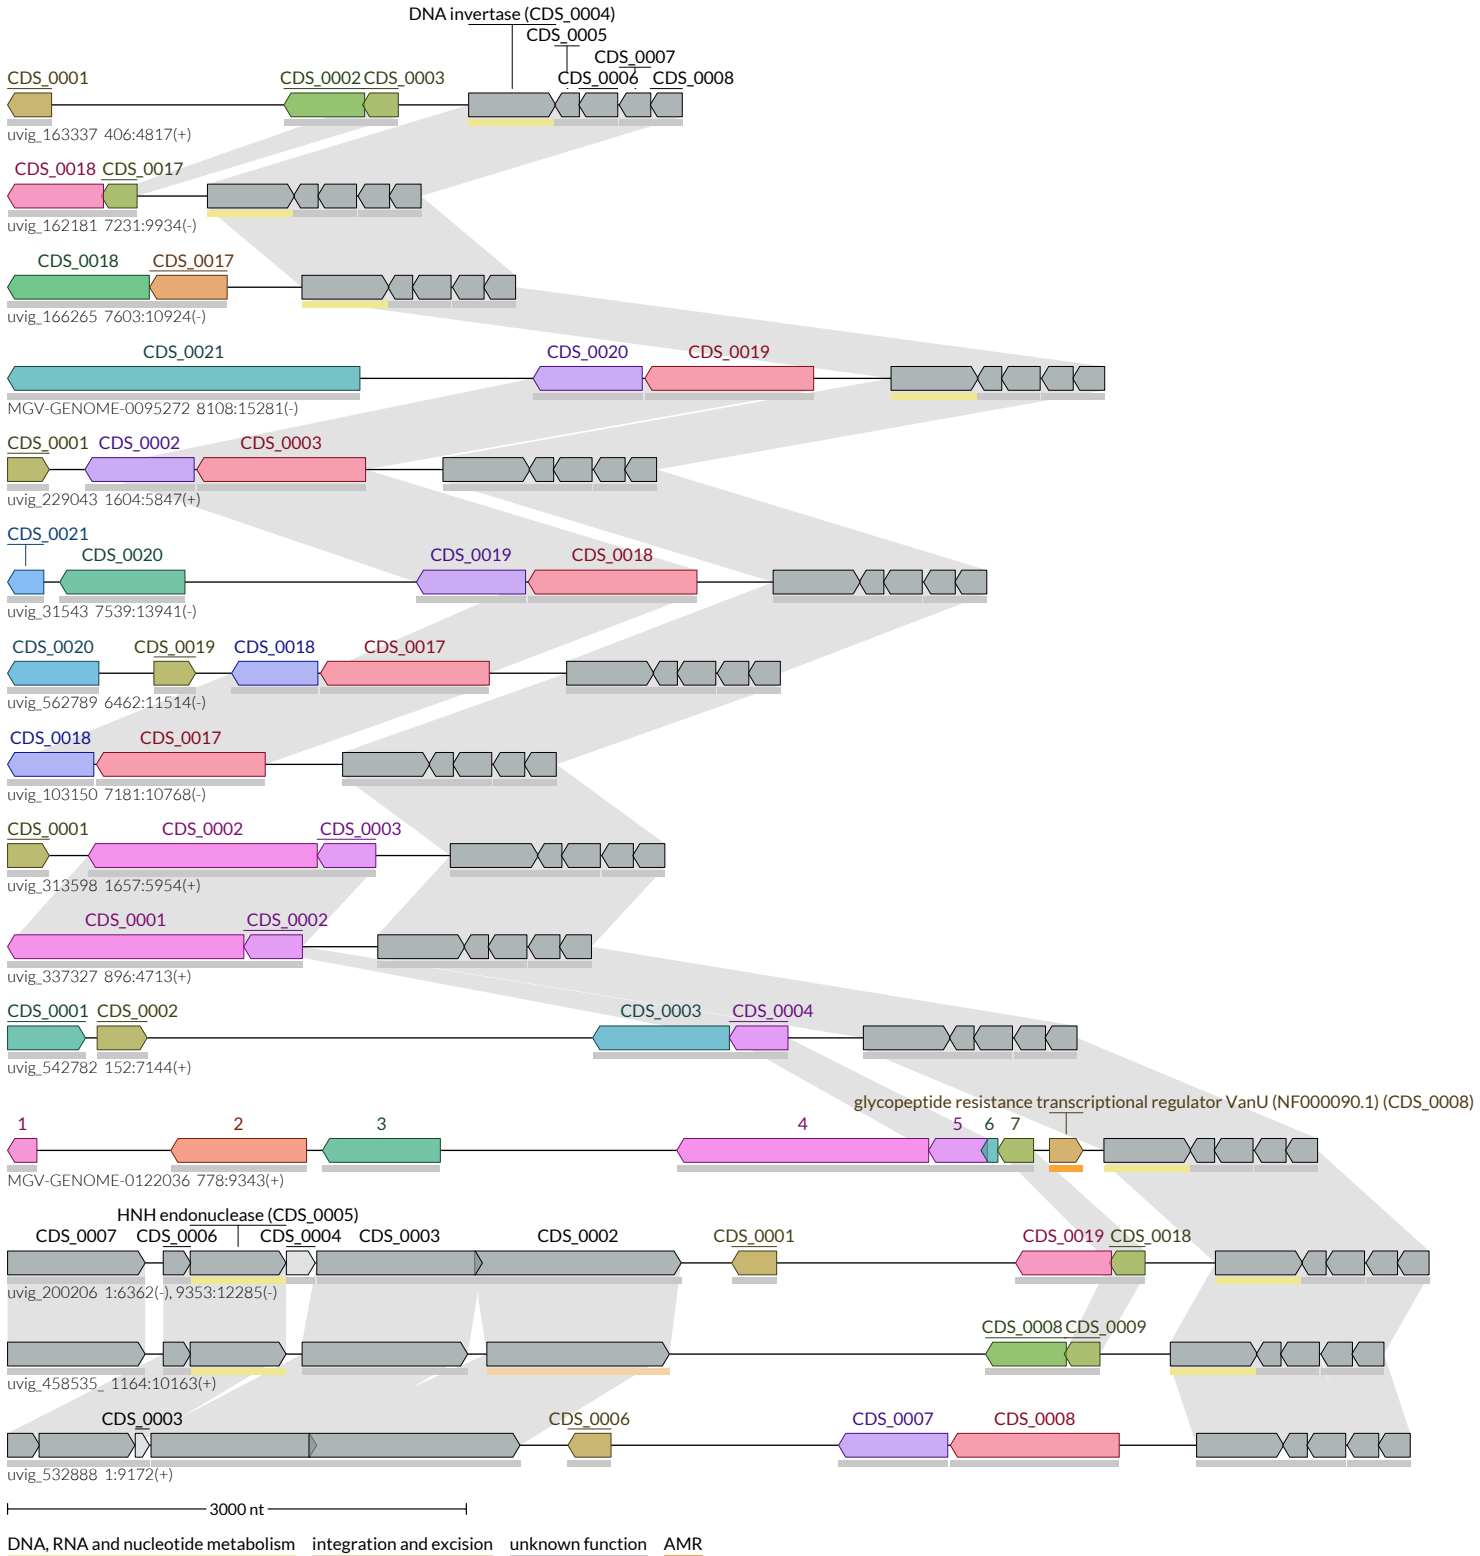 DNA invertase (CDS_0004)
CDS_0005
CDS_0007
CDS_0001 CDS_0002 CDS_0003 CDS_0006 CDS_0008
uvig_163337 406:4817(+)
CDS_0018 CDS_0017
uvig_162181 7231:9934(-)
CDS_0018 CDS_0017
uvig_166265 7603:10924(-)
CDS_0021 CDS_0020 CDS_0019
MGV-GENOME-0095272 8108:15281(-)
CDS_0001 CDS_0002 CDS_0003
uvig_229043 1604:5847(+)
CDS_0021
CDS_0020 CDS_0019 CDS_0018
uvig_31543 7539:13941(-)
CDS_0020 CDS_0019 CDS_0018 CDS_0017
uvig_562789 6462:11514(-)
CDS_0018 CDS_0017
uvig_103150 7181:10768(-)
CDS_0001 CDS_0002 CDS_0003
uvig_313598 1657:5954(+)
CDS_0001 CDS_0002
uvig_337327 896:4713(+)
CDS_0001 CDS_0002 CDS_0003 CDS_0004
uvig_542782 152:7144(+)
glycopeptide resistance transcriptional regulator VanU (NF000090.1) (CDS_0008)
1 2 3 4 5 6 7
MGV-GENOME-0122036 778:9343(+)
HNH endonuclease (CDS_0005)
CDS_0007 CDS_0006 CDS_0004 CDS_0003 CDS_0002 CDS_0001 CDS_0019 CDS_0018
uvig_200206 1:6362(-), 9353:12285(-)
CDS_0008 CDS_0009
uvig_458535_ 1164:10163(+)
CDS_0003 CDS_0006 CDS_0007 CDS_0008
uvig_532888 1:9172(+)
3000 nt
DNA, RNA and nucleotide metabolism integration and excision unknown function AMR